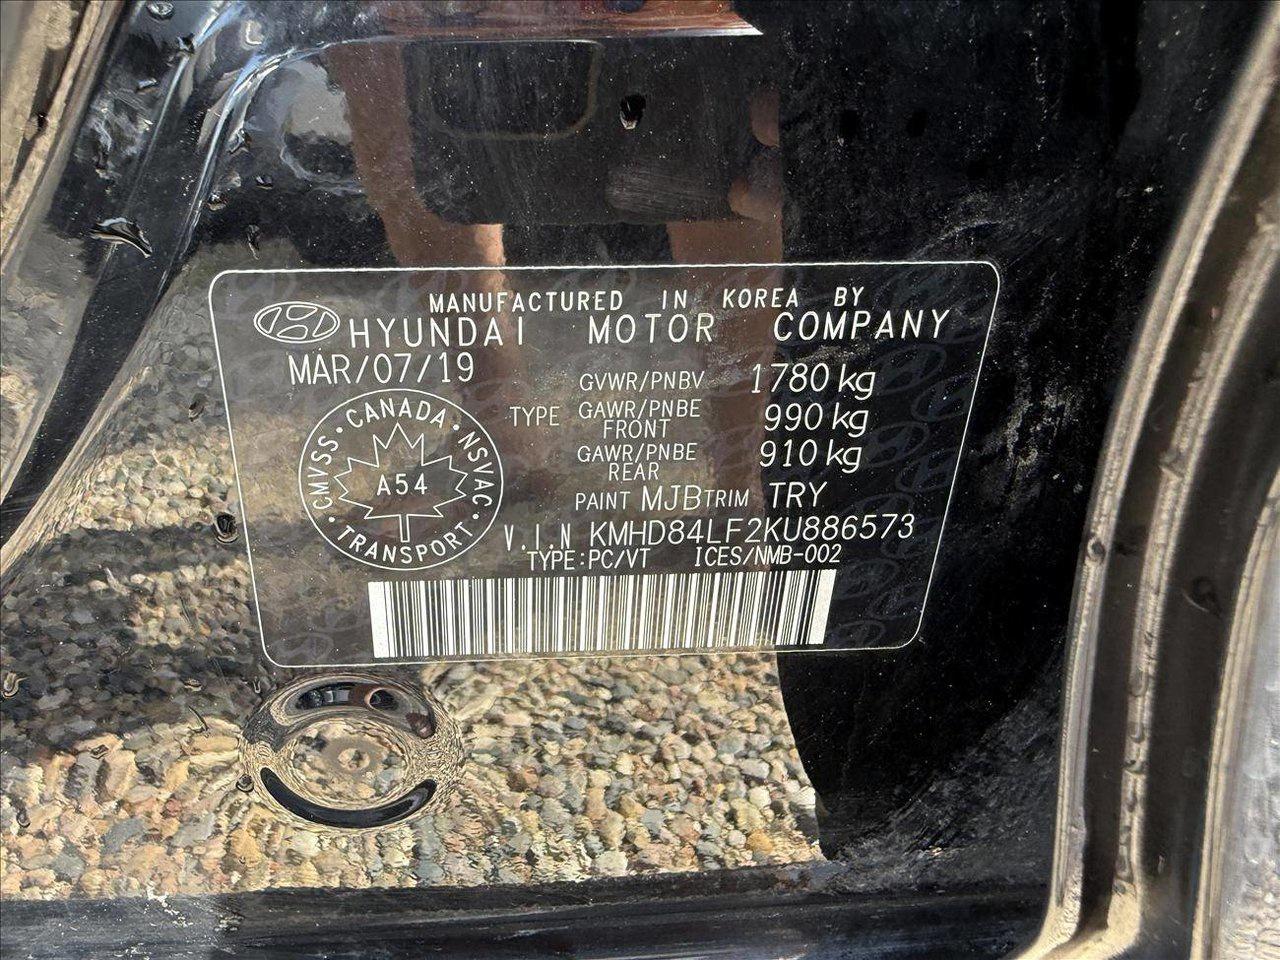 MANUFACTURED IN KOREA BY
HYUNDAI MOTOR COMPANY
MAR/07/19
GVWR/PNBV 1780 kg
TYPE GAWR/PNBE FRONT 990 kg
GAWR/PNBE REAR 910 kg
PAINT MJB TRIM TRY
CMVSS • CANADA • NSVAC • TRANSPORT •
A54
V.I.N KMHD84LF2KU886573
TYPE:PC/VT ICES/NMB-002